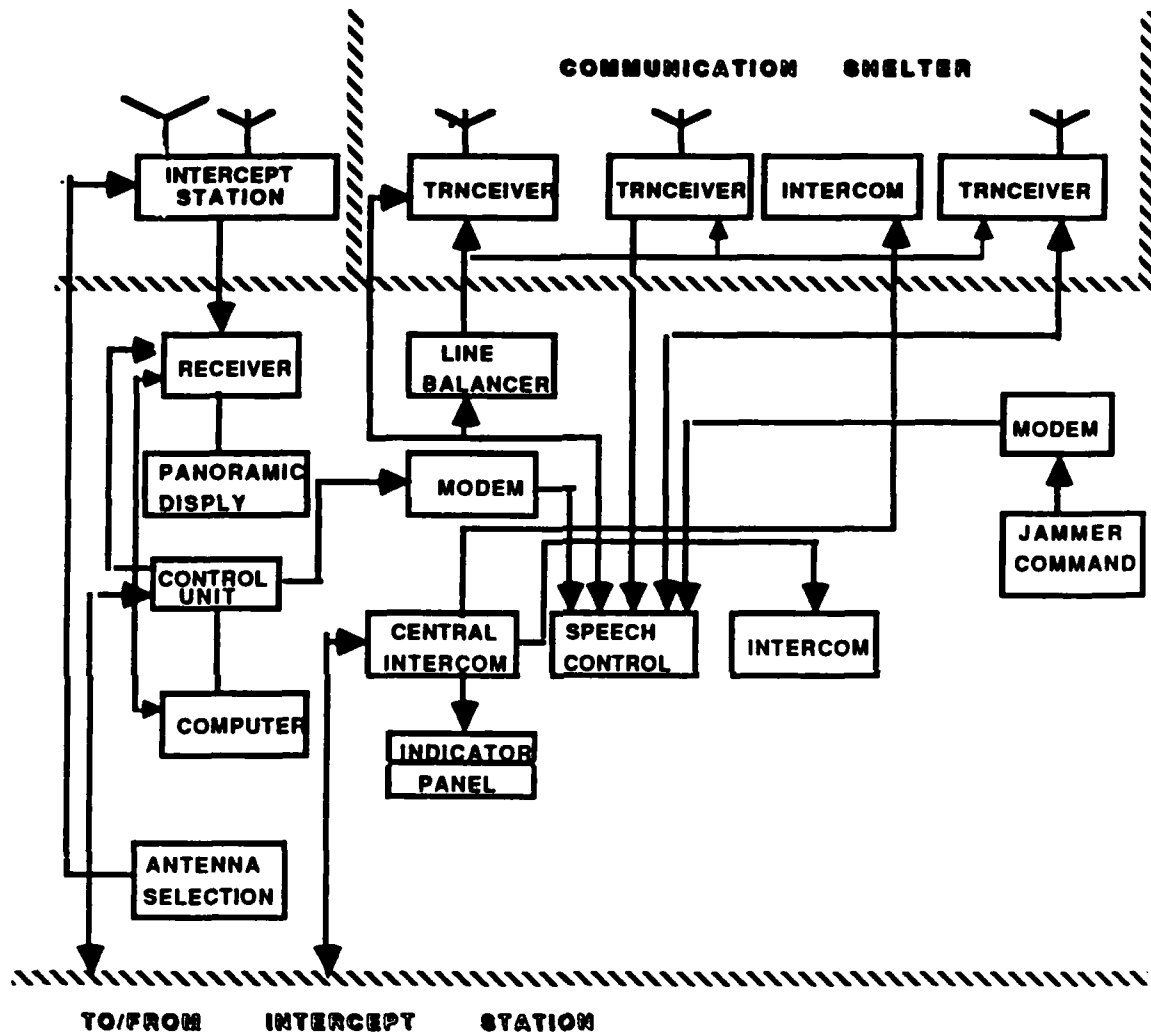 COMMUNICATION SHELTER
INTERCEPT
STATION
TRNCEIVER
TRNCEIVER
INTERCOM
TRNCEIVER
RECEIVER
LINE
BALANCER
MODEM
PANORAMIC
DISPLY
MODEM
JAMMER
COMMAND
CONTROL
UNIT
CENTRAL
INTERCOM
SPEECH
CONTROL
INTERCOM
COMPUTER
INDICATOR
PANEL
ANTENNA
SELECTION
TO/FROM INTERCEPT STATION